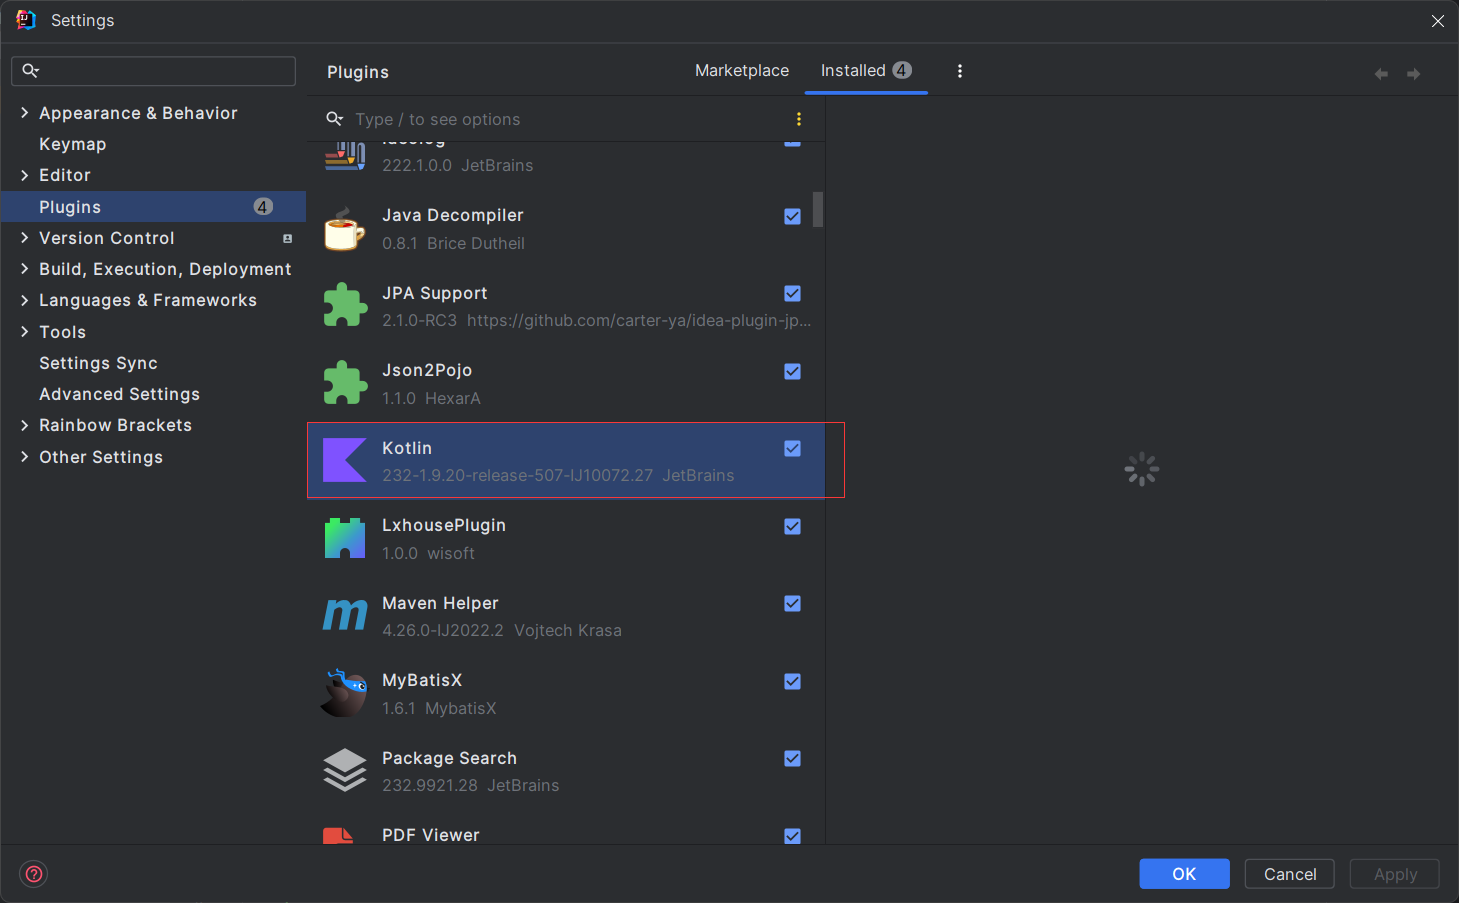 Settings
Plugins
Marketplace
Installed 4
Type / to see options
Appearance & Behavior
Keymap
Editor
Plugins 4
Version Control
Build, Execution, Deployment
Languages & Frameworks
Tools
Settings Sync
Advanced Settings
Rainbow Brackets
Other Settings
222.1.0.0 JetBrains
Java Decompiler
0.8.1 Brice Dutheil
JPA Support
2.1.0-RC3 https://github.com/carter-ya/idea-plugin-jp...
Json2Pojo
1.1.0 HexarA
Kotlin
232-1.9.20-release-507-IJ10072.27 JetBrains
LxhousePlugin
1.0.0 wisoft
Maven Helper
4.26.0-IJ2022.2 Vojtech Krasa
MyBatisX
1.6.1 MybatisX
Package Search
232.9921.28 JetBrains
PDF Viewer
OK
Cancel
Apply